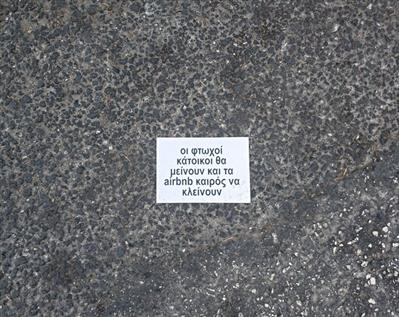 οι φτωχοί
κάτοικοι θα
μείνουν και τα
airbnb καιρός να
κλείνουν